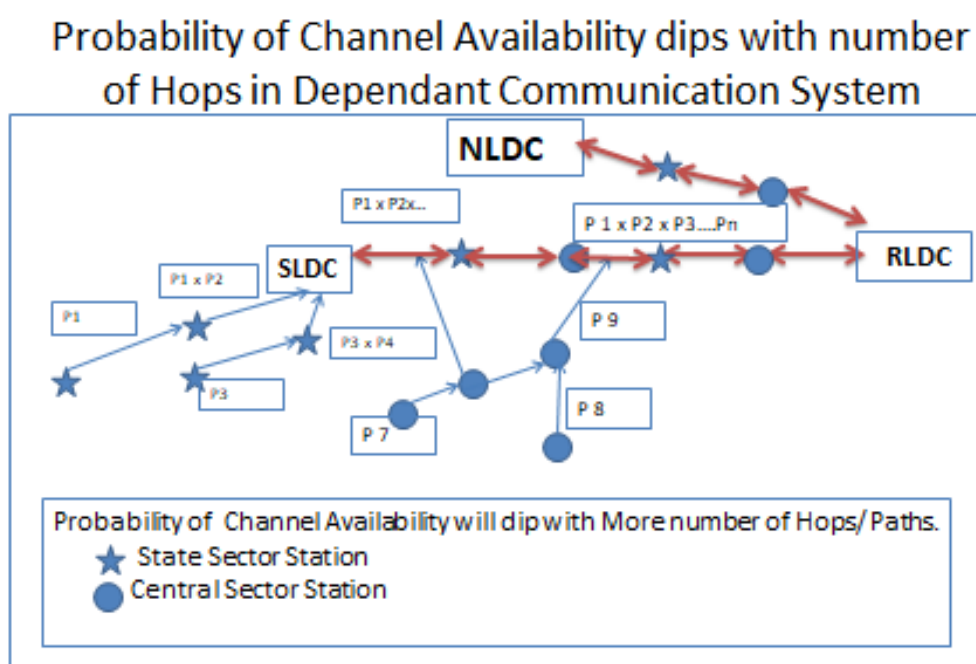 Probability of Channel Availability dips with number
of Hops in Dependant Communication System
NLDC
P1 x P2x...
P 1 x P2 x P3....Pn
SLDC
RLDC
P1 x P2
P1
P 9
P3 x P4
P3
P 8
P 7
Probability of Channel Availability will dip with More number of Hops/ Paths.
State Sector Station
Central Sector Station